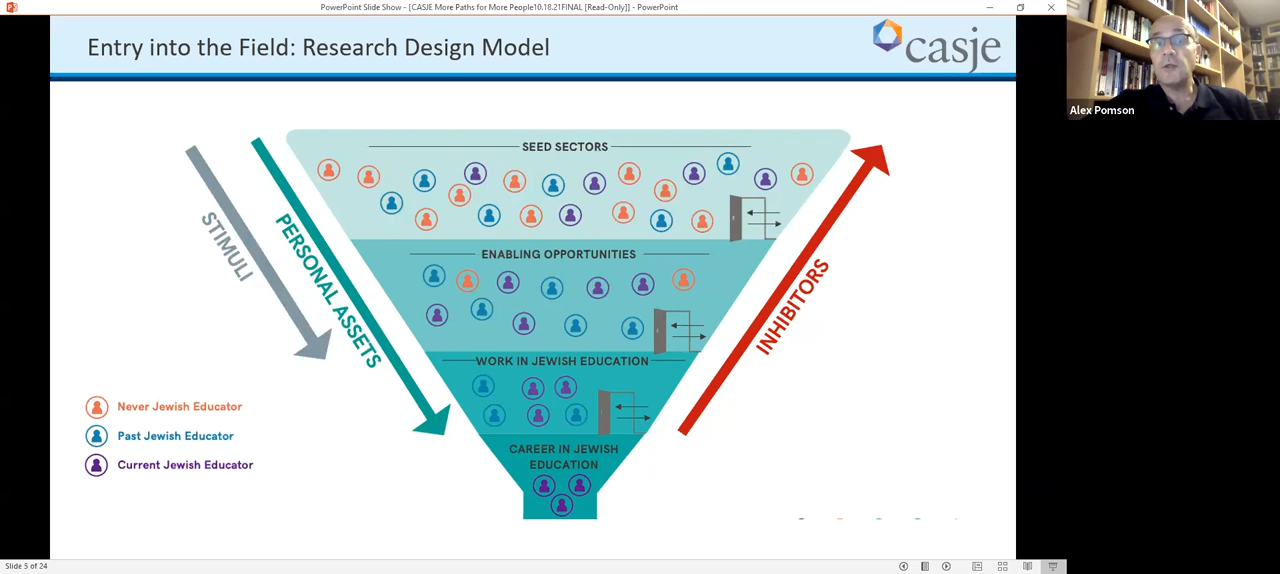 PowerPoint Slide Show - [CASJE More Paths for More People10.18.21FINAL [Read-Only]] - PowerPoint
Entry into the Field: Research Design Model
casje
Alex Pomson
SEED SECTORS
STIMULI
PERSONAL ASSETS
ENABLING OPPORTUNITIES
INHIBITORS
WORK IN JEWISH EDUCATION
Never Jewish Educator
Past Jewish Educator
Current Jewish Educator
CAREER IN JEWISH
EDUCATION
Slide 5 of 24